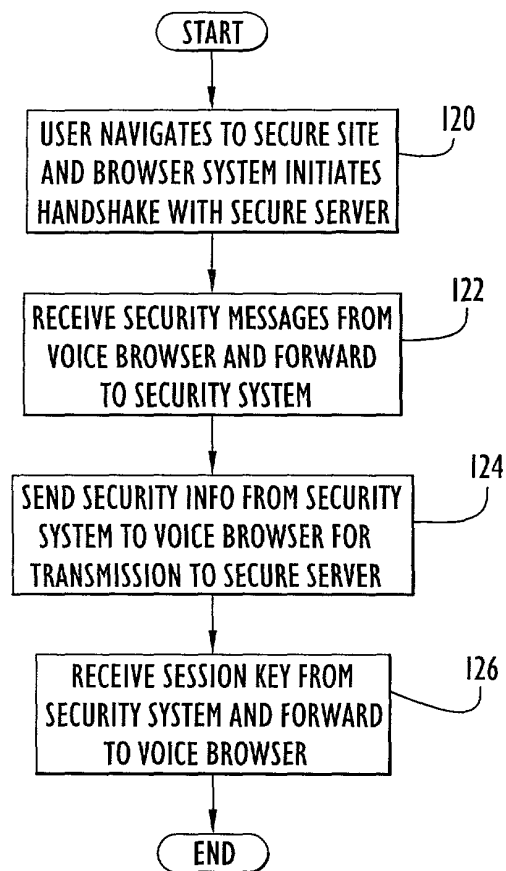 START
USER NAVIGATES TO SECURE SITE
AND BROWSER SYSTEM INITIATES
HANDSHAKE WITH SECURE SERVER
120
RECEIVE SECURITY MESSAGES FROM
VOICE BROWSER AND FORWARD
TO SECURITY SYSTEM
122
SEND SECURITY INFO FROM SECURITY
SYSTEM TO VOICE BROWSER FOR
TRANSMISSION TO SECURE SERVER
124
RECEIVE SESSION KEY FROM
SECURITY SYSTEM AND FORWARD
TO VOICE BROWSER
126
END